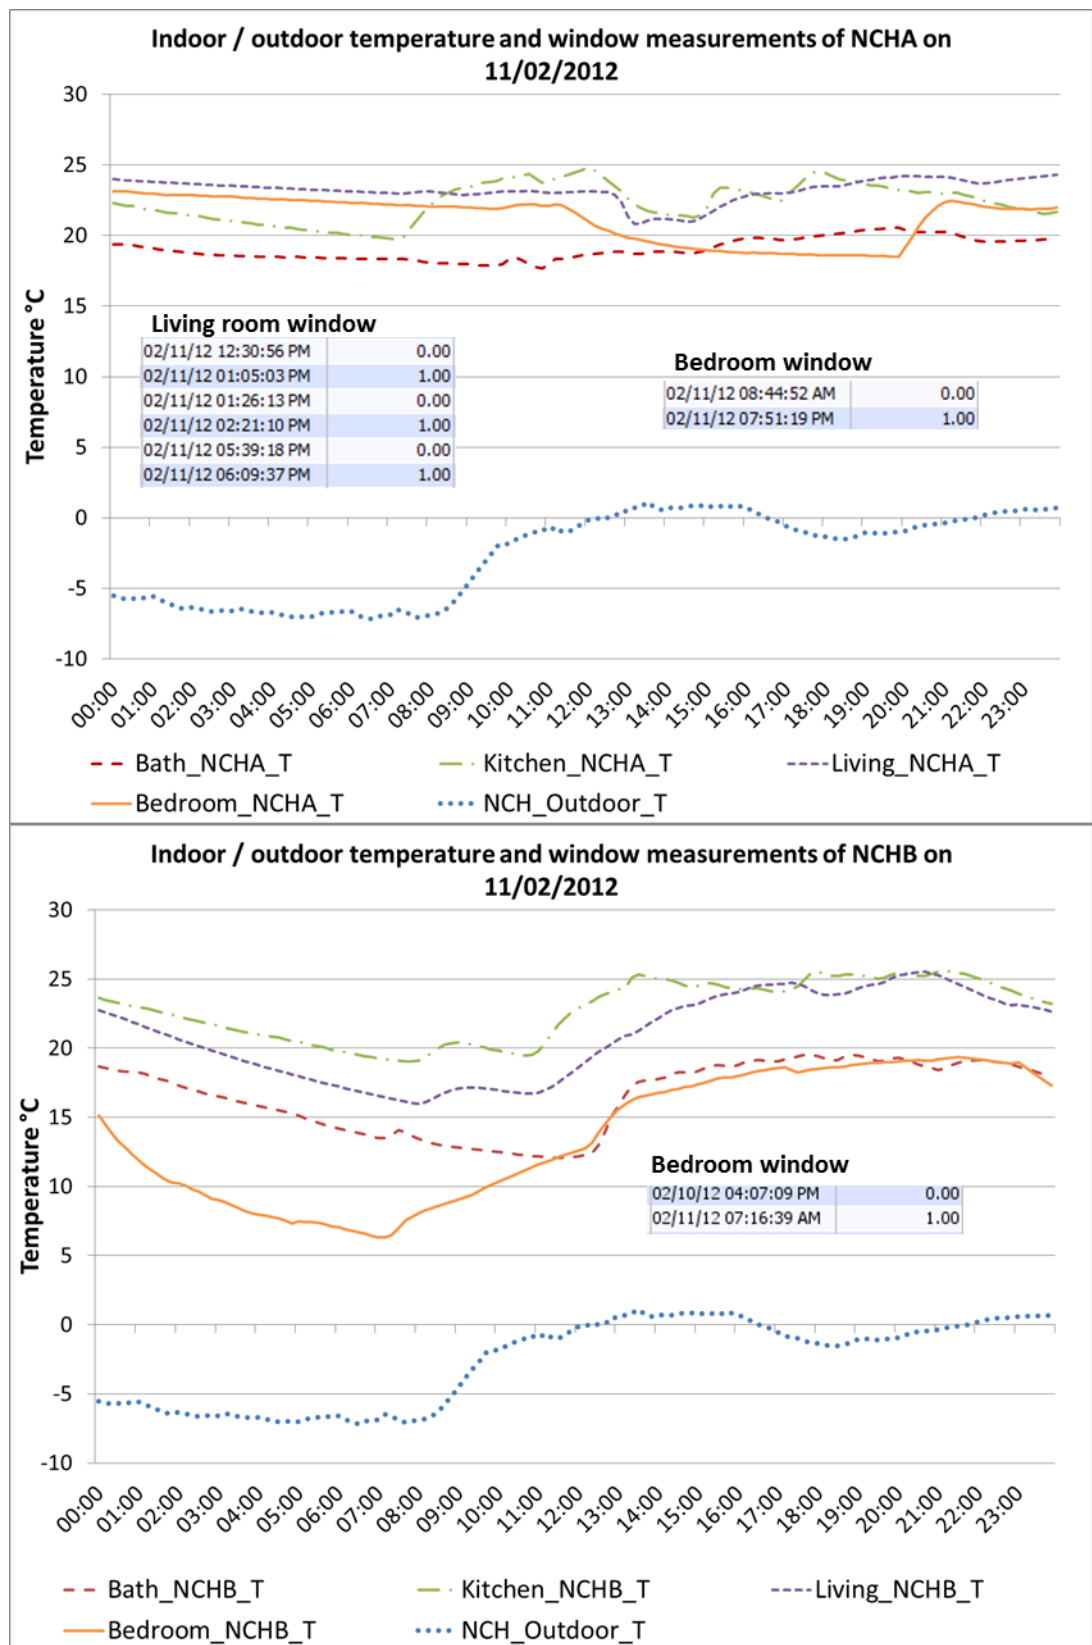 Indoor / outdoor temperature and window measurements of NCHA on
11/02/2012
Temperature °C
30
25
20
15
10
5
0
-5
-10
Living room window
02/11/12 12:30:56 PM 0.00
02/11/12 01:05:03 PM 1.00
02/11/12 01:26:13 PM 0.00
02/11/12 02:21:10 PM 1.00
02/11/12 05:39:18 PM 0.00
02/11/12 06:09:37 PM 1.00
Bedroom window
02/11/12 08:44:52 AM 0.00
02/11/12 07:51:19 PM 1.00
00:00 01:00 02:00 03:00 04:00 05:00 06:00 07:00 08:00 09:00 10:00 11:00 12:00 13:00 14:00 15:00 16:00 17:00 18:00 19:00 20:00 21:00 22:00 23:00
Bath_NCHA_T Kitchen_NCHA_T Living_NCHA_T
Bedroom_NCHA_T NCH_Outdoor_T
Indoor / outdoor temperature and window measurements of NCHB on
11/02/2012
Temperature °C
30
25
20
15
10
5
0
-5
-10
Bedroom window
02/10/12 04:07:09 PM 0.00
02/11/12 07:16:39 AM 1.00
00:00 01:00 02:00 03:00 04:00 05:00 06:00 07:00 08:00 09:00 10:00 11:00 12:00 13:00 14:00 15:00 16:00 17:00 18:00 19:00 20:00 21:00 22:00 23:00
Bath_NCHB_T Kitchen_NCHB_T Living_NCHB_T
Bedroom_NCHB_T NCH_Outdoor_T